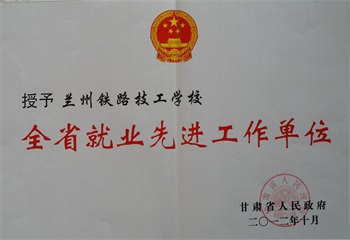 授予 兰州铁路技工学校
全省就业先进工作单位
甘肃省人民政府
二〇一二年十月